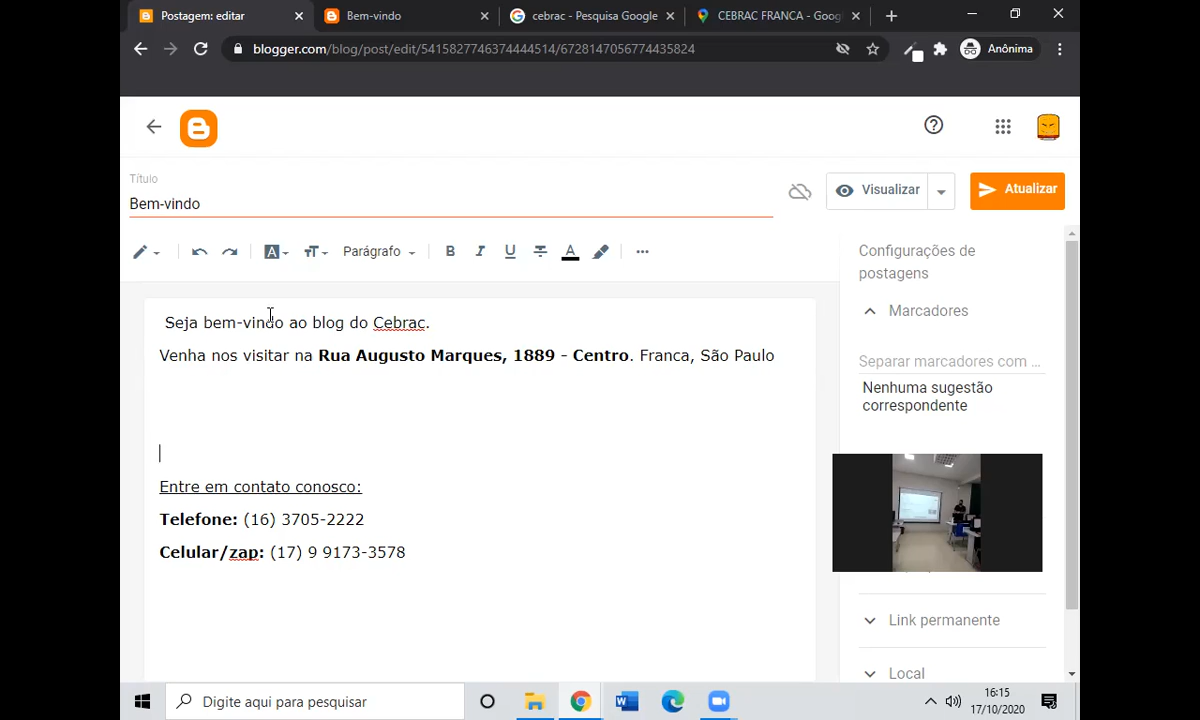 Postagem: editar
Bem-vindo
cebrac - Pesquisa Google
CEBRAC FRANCA - Goog
blogger.com/blog/post/edit/5415827746374444514/6728147056774435824
Anônima
Título
Bem-vindo
Visualizar
Atualizar
Parágrafo
B I U A
Configurações de
postagens
Marcadores
Separar marcadores com ...
Nenhuma sugestão
correspondente
Seja bem-vindo ao blog do Cebrac.
Venha nos visitar na Rua Augusto Marques, 1889 - Centro. Franca, São Paulo
Entre em contato conosco:
Telefone: (16) 3705-2222
Celular/zap: (17) 9 9173-3578
Link permanente
Local
Digite aqui para pesquisar
16:15
17/10/2020